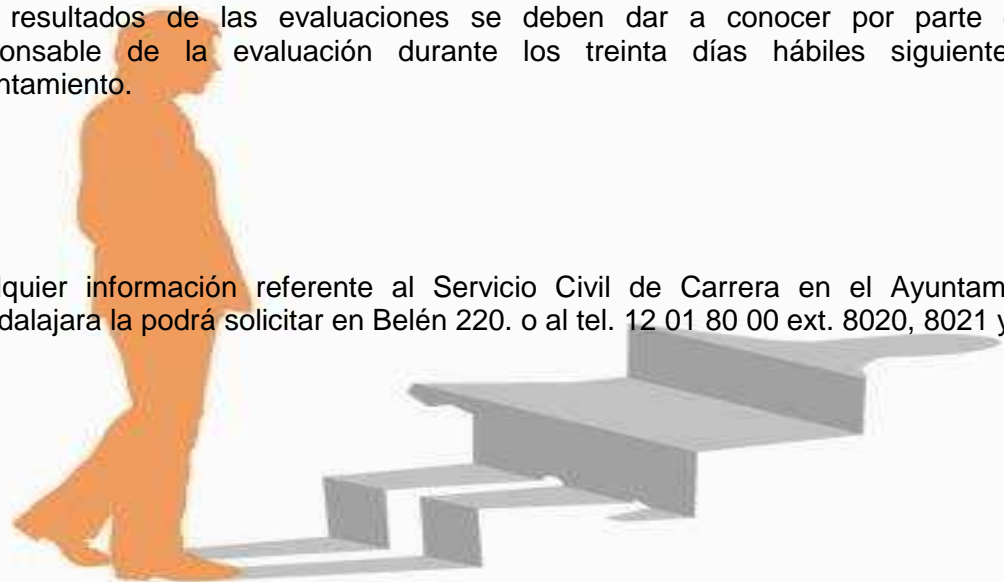 resultados de las evaluaciones se deben dar a conocer por parte
onsable de la evaluación durante los treinta días hábiles siguiente
ntamiento.
lquier información referente al Servicio Civil de Carrera en el Ayuntam
dalajara la podrá solicitar en Belén 220. o al tel. 12 01 80 00 ext. 8020, 8021 y